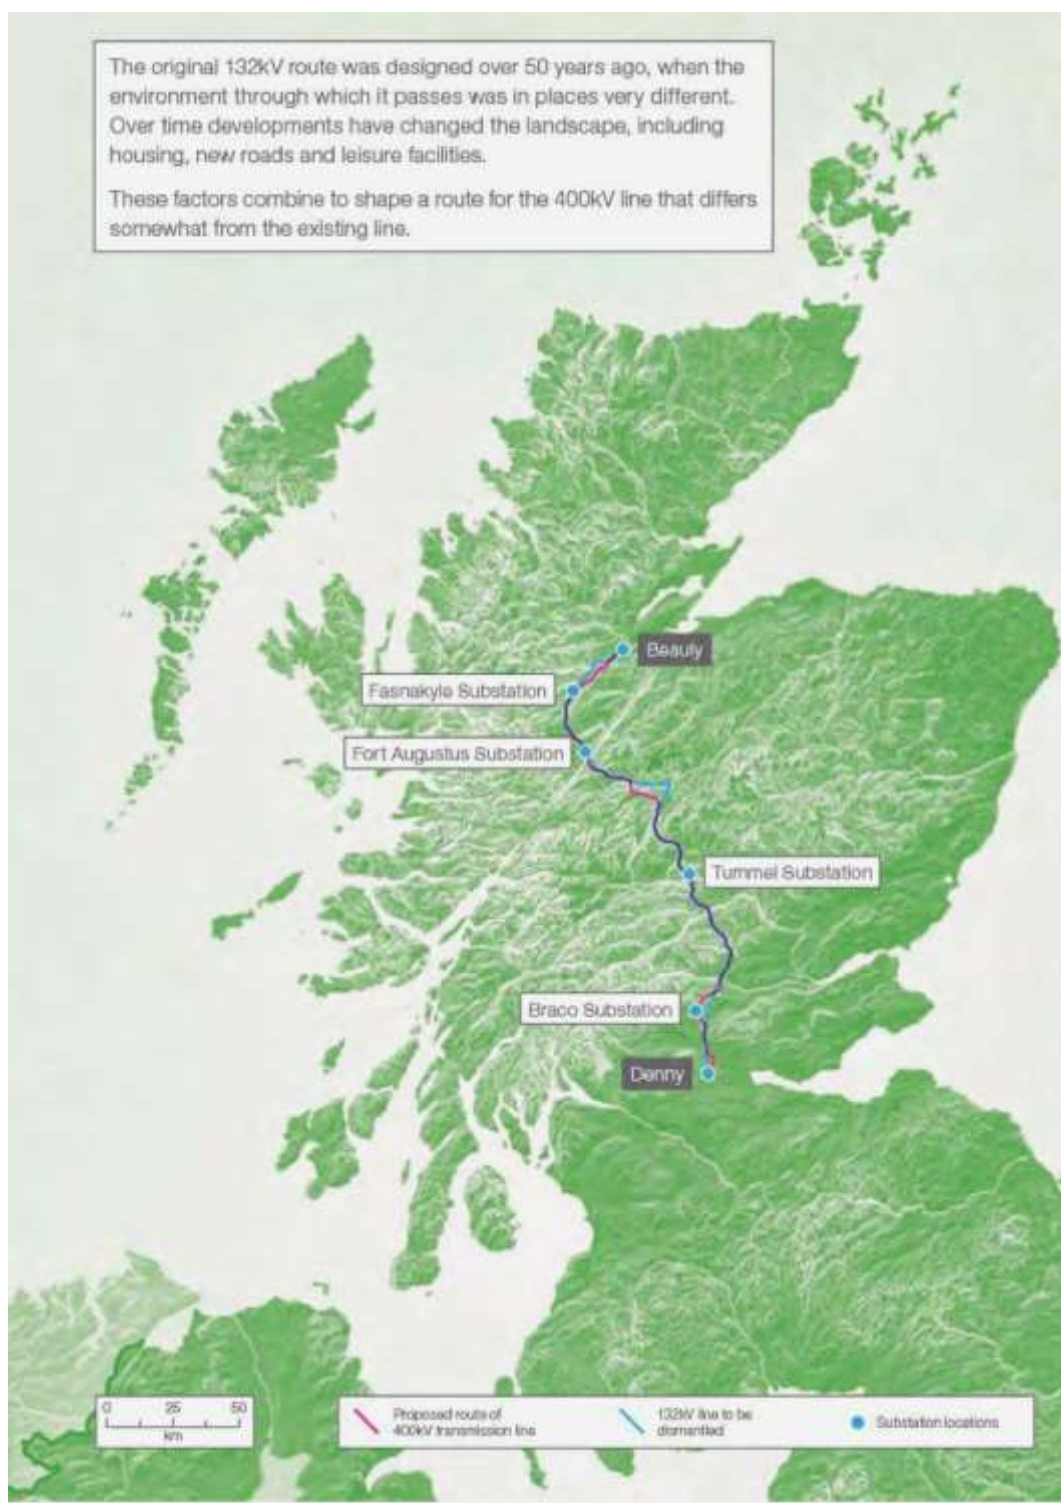 The original 132kV route was designed over 50 years ago, when the
environment through which it passes was in places very different.
Over time developments have changed the landscape, including
housing, new roads and leisure facilities.
These factors combine to shape a route for the 400kV line that differs
somewhat from the existing line.
Beauly
Fasnakyle Substation
Fort Augustus Substation
Tummel Substation
Braco Substation
Denny
0 25 50
km
Proposed route of
400kV transmission line
132kV line to be
dismantled
Substation locations